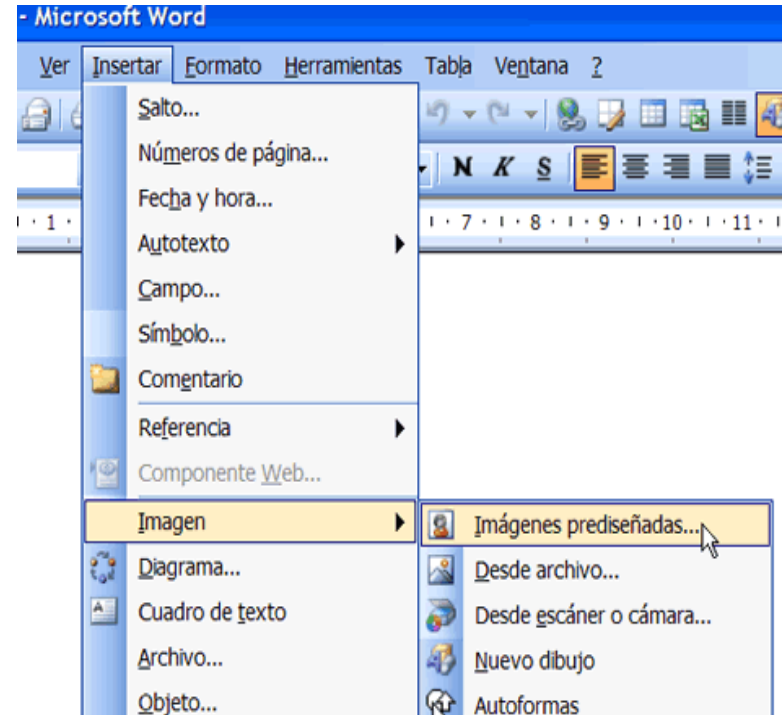 - Microsoft Word
Ver Insertar Formato Herramientas Tabla Ventana ?
N K S
1 7 8 9 10 11
Salto...
Números de página...
Fecha y hora...
Autotexto
Campo...
Símbolo...
Comentario
Referencia
Componente Web...
Imagen
Imágenes prediseñadas...
Diagrama...
Desde archivo...
Cuadro de texto
Desde escáner o cámara...
Archivo...
Nuevo dibujo
Objeto...
Autoformas